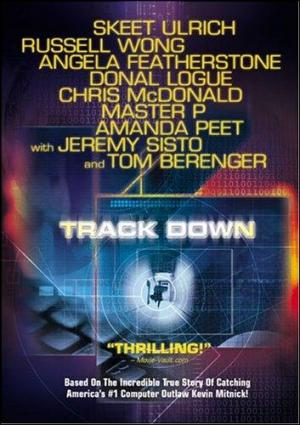 SKEET ULRICH
RUSSELL WONG
ANGELA FEATHERSTONE
DONAL LOGUE
CHRIS McDONALD
MASTER P
AMANDA PEET
with JEREMY SISTO
and TOM BERENGER
TRACK DOWN
"THRILLING!"
– Movie-Vault.com
Based On The Incredible True Story Of Catching
America's #1 Computer Outlaw Kevin Mitnick!